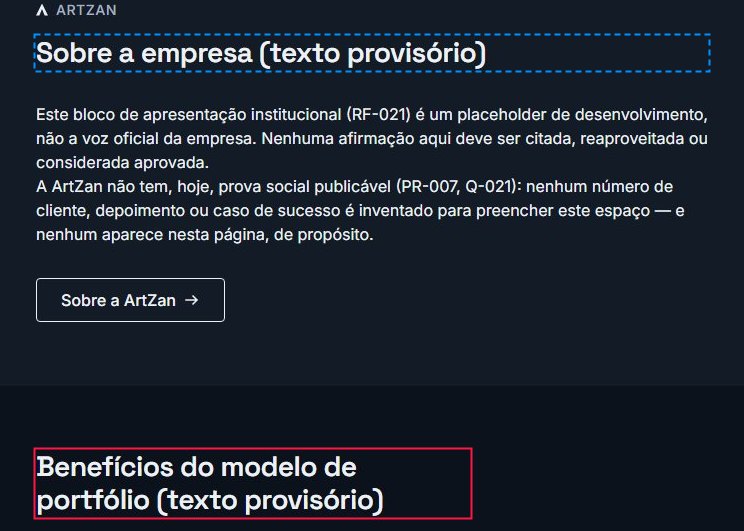 ARTZAN
Sobre a empresa (texto provisório)
Este bloco de apresentação institucional (RF-021) é um placeholder de desenvolvimento,
não a voz oficial da empresa. Nenhuma afirmação aqui deve ser citada, reaproveitada ou
considerada aprovada.
A ArtZan não tem, hoje, prova social publicável (PR-007, Q-021): nenhum número de
cliente, depoimento ou caso de sucesso é inventado para preencher este espaço — e
nenhum aparece nesta página, de propósito.
Sobre a ArtZan →
Benefícios do modelo de
portfólio (texto provisório)